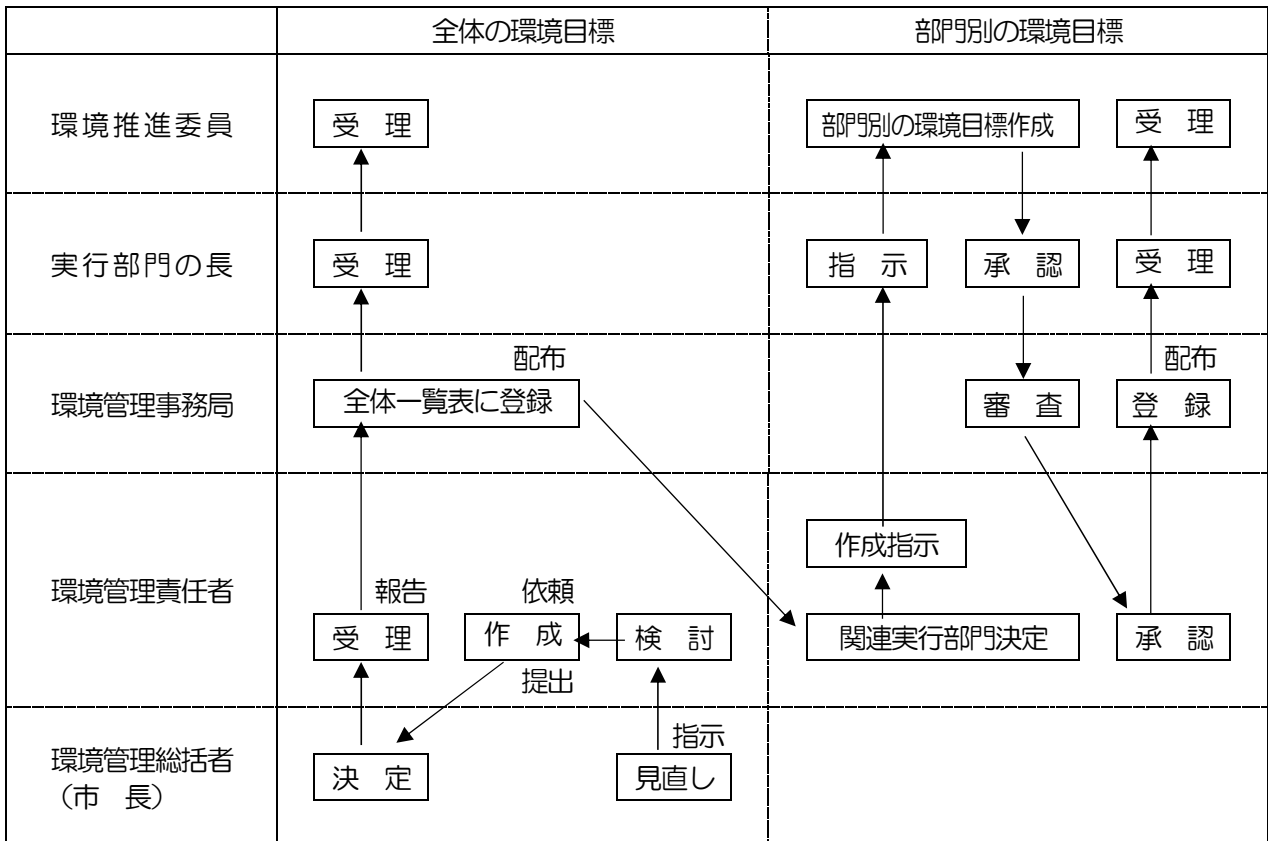 全体の環境目標
部門別の環境目標
環境推進委員
受　理
部門別の環境目標作成
受　理
実行部門の長
受　理
指　示
承　認
受　理
配布
配布
環境管理事務局
全体一覧表に登録
審　査
登　録
作成指示
環境管理責任者
報告
依頼
受　理
作　成
検　討
関連実行部門決定
承　認
提出
指示
環境管理総括者
（市　長）
決　定
見直し